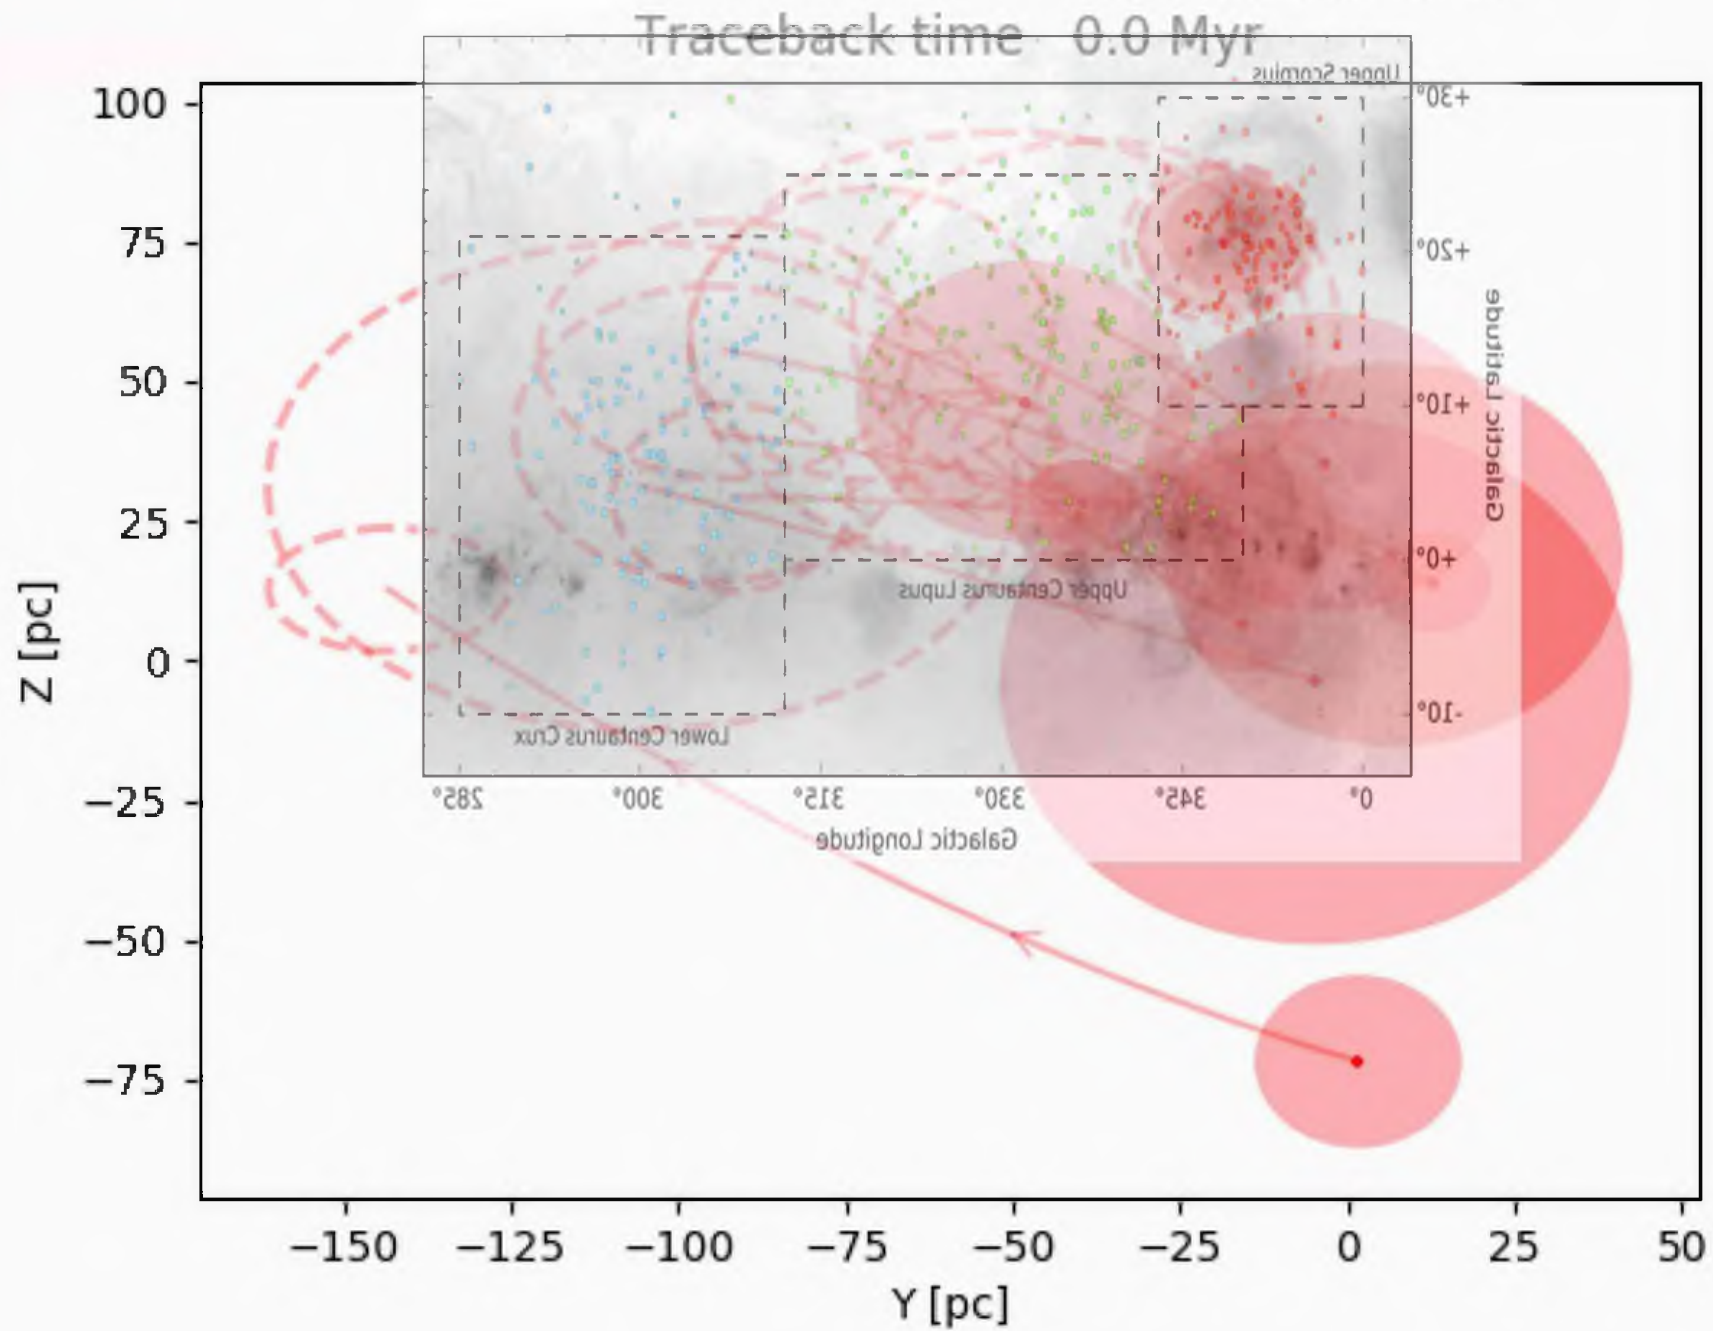 Traceback time 0.0 Myr
Upper Scorpius
+30°
+20°
+10°
+0°
-10°
Galactic Latitude
Upper Centaurus Lupus
Lower Centaurus Crux
285° 300° 315° 330° 345° 0°
Galactic Longitude
100
75
50
25
0
−25
−50
−75
Z [pc]
−150 −125 −100 −75 −50 −25 0 25 50
Y [pc]